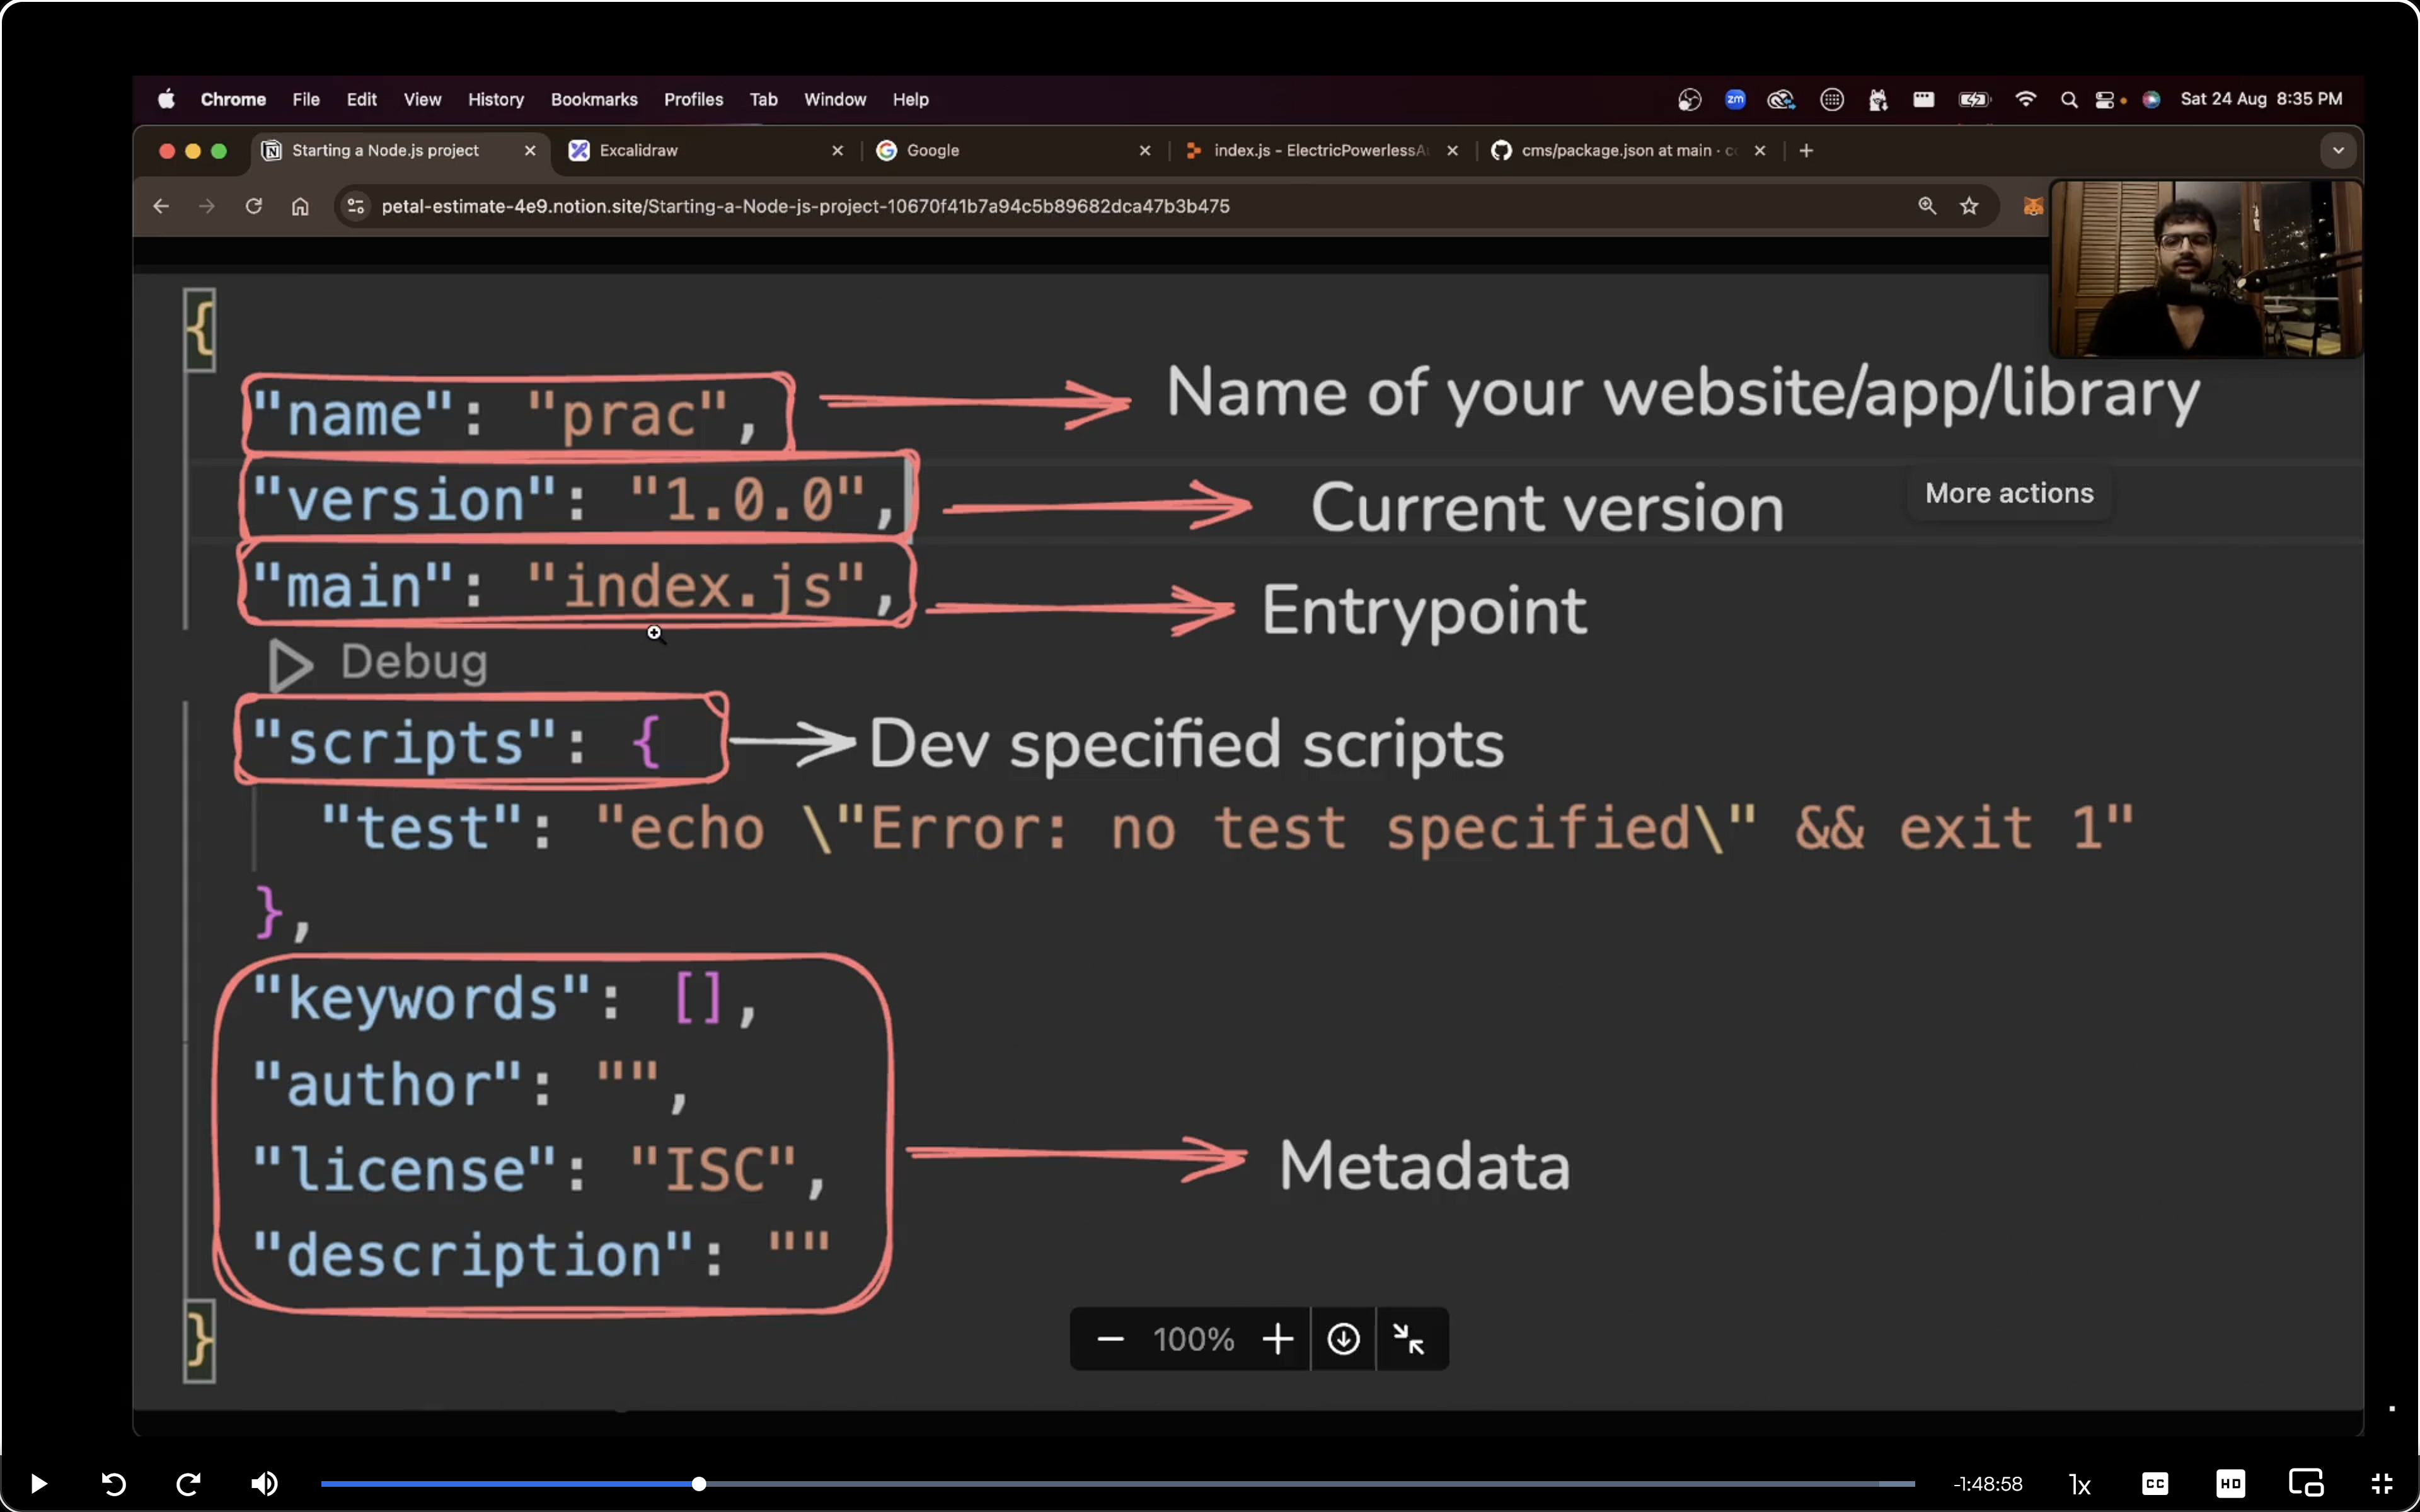 Chrome File Edit View History Bookmarks Profiles Tab Window Help zm Sat 24 Aug 8:35 PM
Starting a Node.js project Excalidraw Google index.js - ElectricPowerlessA cms/package.json at main · c
petal-estimate-4e9.notion.site/Starting-a-Node-js-project-10670f41b7a94c5b89682dca47b3b475
{
"name": "prac", Name of your website/app/library
"version": "1.0.0", Current version More actions
"main": "index.js", Entrypoint
Debug
"scripts": { Dev specified scripts
"test": "echo \"Error: no test specified\" && exit 1"
},
"keywords": [],
"author": "",
"license": "ISC", Metadata
"description": ""
}
100%
-1:48:58 1x CC HD